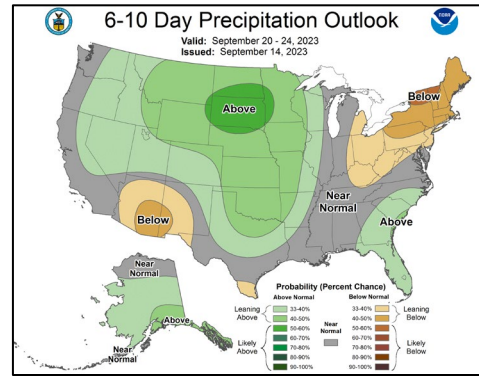 6-10 Day Precipitation Outlook
Valid: September 20 - 24, 2023
Issued: September 14, 2023
Above
Below
Below
Near
Normal
Above
Near
Normal
Above
Near
Normal
Probability (Percent Chance)
Above Normal
Below Normal
Leaning
Above
33-40%
40-50%
50-60%
Likely
Above
60-70%
70-80%
80-90%
90-100%
Near
Normal
33-40%
40-50%
50-60%
60-70%
70-80%
80-90%
90-100%
Leaning
Below
Likely
Below